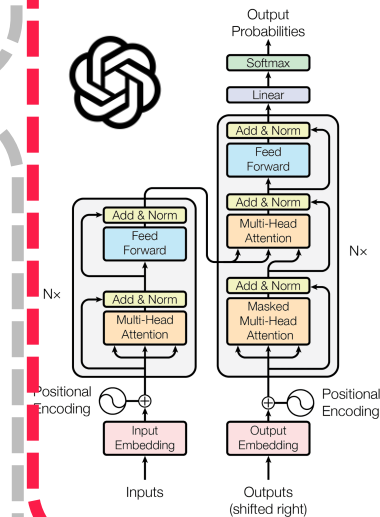 Output
Probabilities
Softmax
Linear
Add & Norm
Feed
Forward
Add & Norm
Multi-Head
Attention
Nx
Add & Norm
Masked
Multi-Head
Attention
Add & Norm
Feed
Forward
Nx
Add & Norm
Multi-Head
Attention
Positional
Encoding
Positional
Encoding
Input
Embedding
Output
Embedding
Inputs
Outputs
(shifted right)